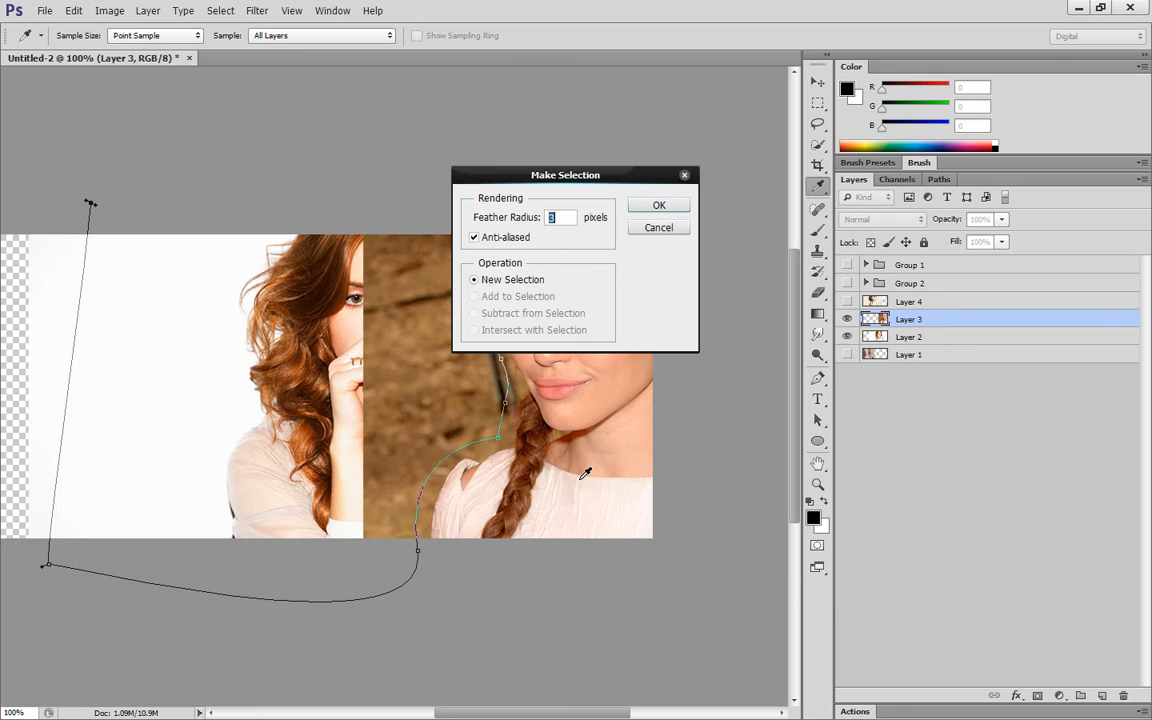 Ps File Edit Image Layer Type Select Filter View Window Help
Sample Size: Point Sample Sample: All Layers Show Sampling Ring Digital
Untitled-2 @ 100% (Layer 3, RGB/8) * ×
Color
R 0
G 0
B 0
Brush Presets Brush
Layers Channels Paths
Kind
Normal Opacity: 100%
Lock: Fill: 100%
Group 1
Group 2
Layer 4
Layer 3
Layer 2
Layer 1
Make Selection
Rendering
Feather Radius: 3 pixels
Anti-aliased
OK
Cancel
Operation
New Selection
Add to Selection
Subtract from Selection
Intersect with Selection
T
100% Doc: 1.09M/10.9M
fx
Actions